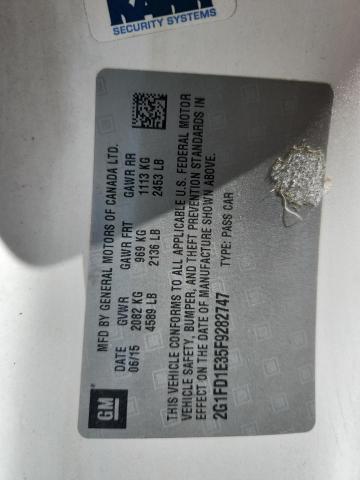 KARR
SECURITY SYSTEMS
GM
MFD BY GENERAL MOTORS OF CANADA LTD.
DATE GVWR GAWR FRT GAWR RR
06/15 2082 KG 969 KG 1113 KG
4589 LB 2136 LB 2453 LB
THIS VEHICLE CONFORMS TO ALL APPLICABLE U.S. FEDERAL MOTOR
VEHICLE SAFETY, BUMPER, AND THEFT PREVENTION STANDARDS IN
EFFECT ON THE DATE OF MANUFACTURE SHOWN ABOVE.
2G1FD1E35F9282747 TYPE: PASS CAR